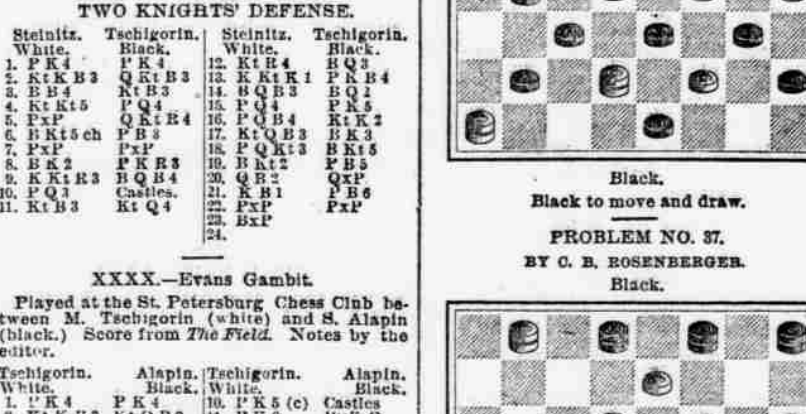 TWO KNIGHTS' DEFENSE.
Steinitz. Tschigorin.
White. Black.
1. P K 4 P K 4
2. Kt K B 3 Q Kt B 3
3. B B 4 Kt B 3
4. Kt Kt 5 P Q 4
5. PxP Q Kt R 4
6. B Kt 5 ch P B 3
7. PxP PxP
8. B K 2 P K R 3
9. K Kt R 3 B Q B 4
10. P Q 3 Castles.
11. Kt B 3 Kt Q 4
Steinitz. Tschigorin.
White. Black.
12. Kt R 4 B Q 3
13. K Kt K 1 P K B 4
14. B Q B 3 B Q 2
15. P Q 4 P K 5
16. P Q B 4 Kt K 2
17. Kt Q B 3 B K 3
18. P Q Kt 3 B Kt 5
19. B Kt 2 P B 5
20. Q B 2 QxP
21. K B 1 P B 6
22. PxP PxP
23. BxP
24.
XXXX.—Evans Gambit.
Played at the St. Petersburg Chess Club be-
tween M. Tschigorin (white) and S. Alapin
(black.) Score from The Field. Notes by the
editor.
Tschigorin. Alapin.
White. Black.
1. P K 4 P K 4
Tschigorin. Alapin.
White. Black.
10. P K 5 (c) Castles
Black.
Black to move and draw.
PROBLEM NO. 37.
BY C. B. ROSENBERGER.
Black.